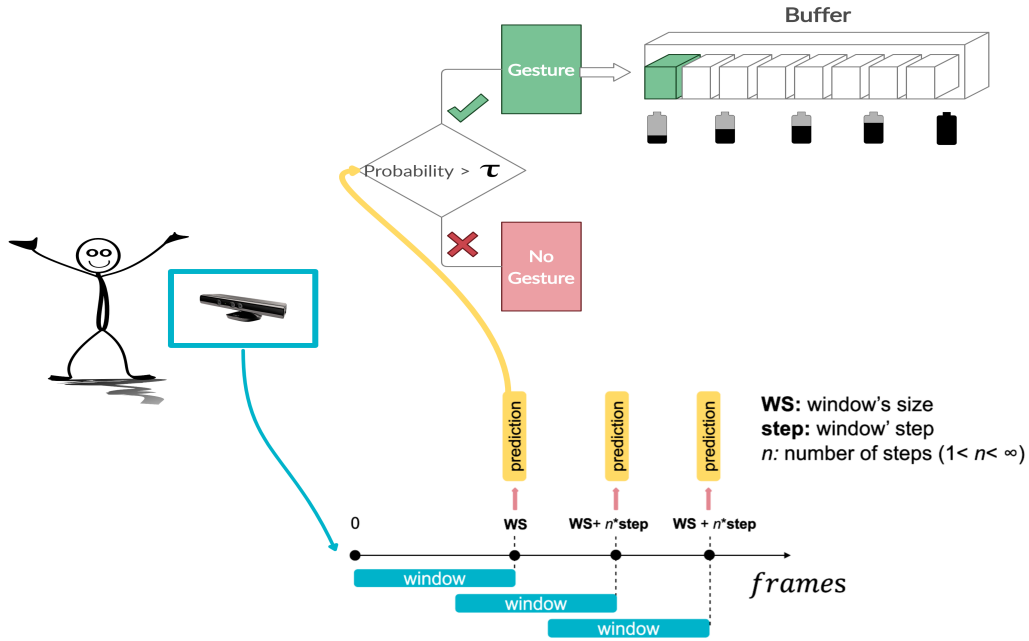 Buffer
Gesture
Probability > τ
No
Gesture
prediction
prediction
prediction
WS: window's size
step: window' step
n: number of steps (1< n< ∞)
0
WS
WS+ n*step
WS + n*step
window
window
window
frames